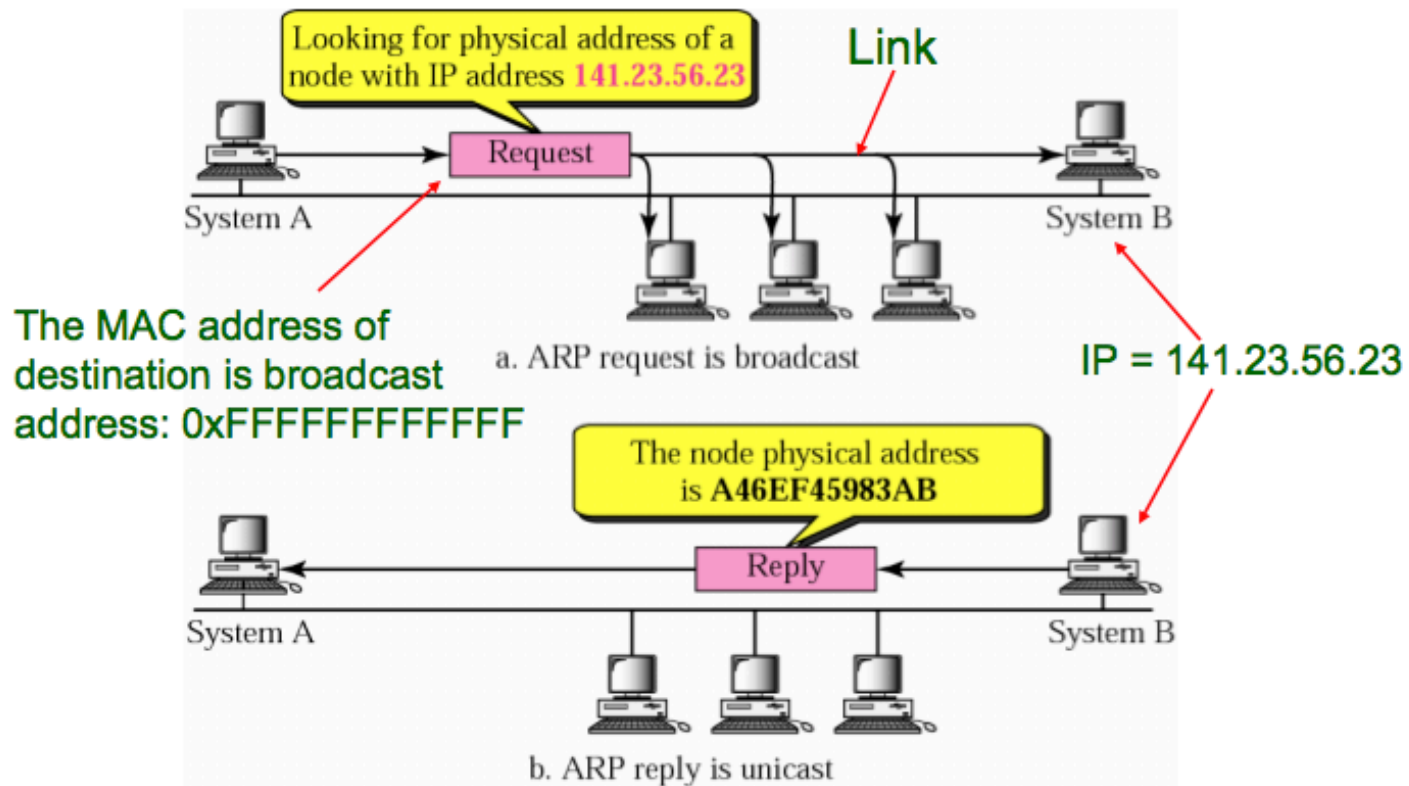 Looking for physical address of a
node with IP address 141.23.56.23
Link
Request
System A
System B
The MAC address of
destination is broadcast
address: 0xFFFFFFFFFFFF
a. ARP request is broadcast
IP = 141.23.56.23
The node physical address
is A46EF45983AB
Reply
System A
System B
b. ARP reply is unicast